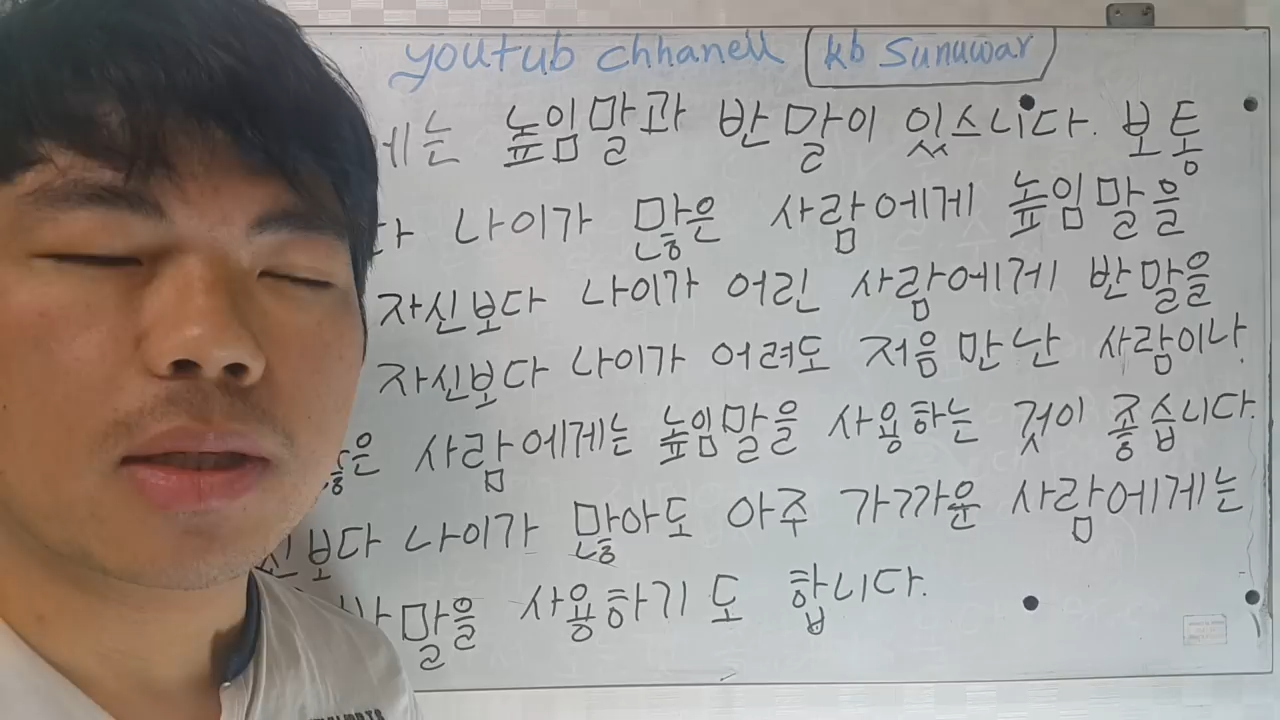 youtub chhanell kb Sunuwar
에는 높임말과 반말이 있스니다. 보통
나이가 많은 사람에게 높임말을
자신보다 나이가 어린 사람에게 반말을
자신보다 나이가 어려도 저음 만난 사람이나
사람에게는 높임말을 사용하는 것이 좋습니다.
신보다 나이가 많아도 아주 가까운 사람에게는
말을 사용하기도 합니다.